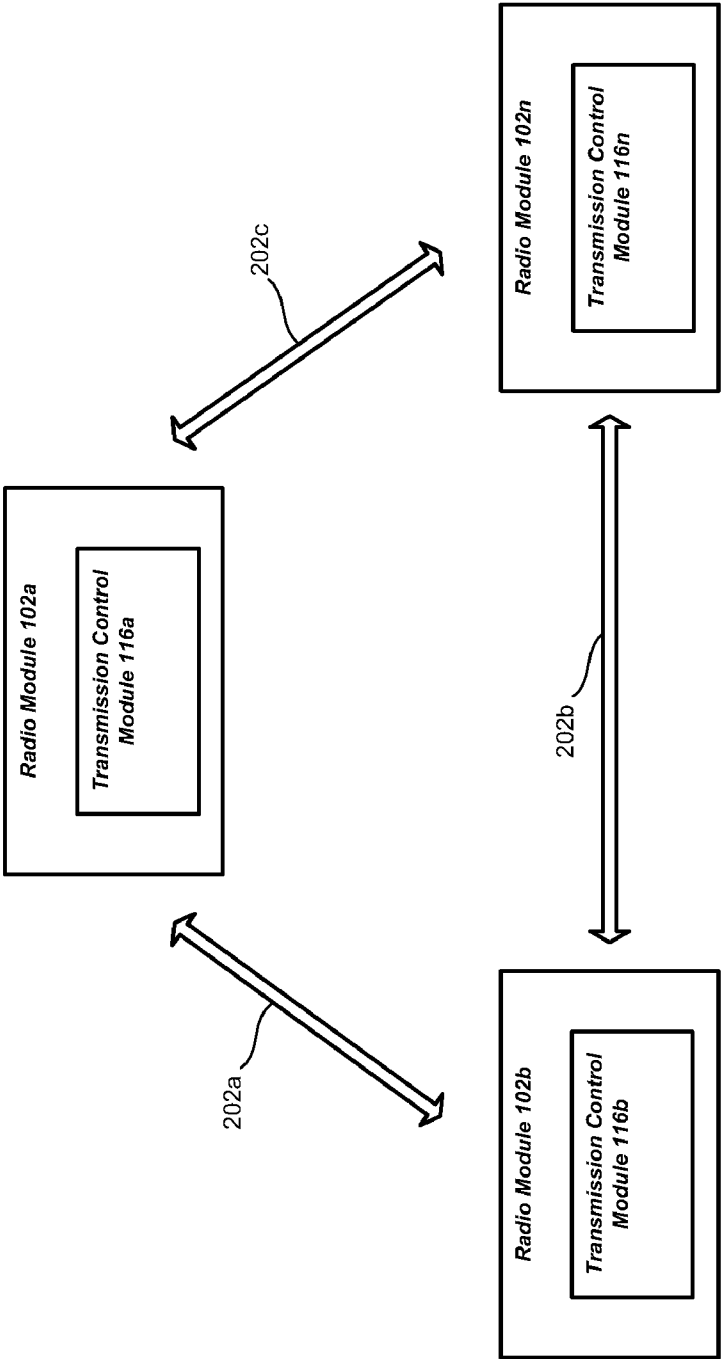 Radio Module 102a
Transmission Control
Module 116a
202a
202c
Radio Module 102b
Transmission Control
Module 116b
202b
Radio Module 102n
Transmission Control
Module 116n